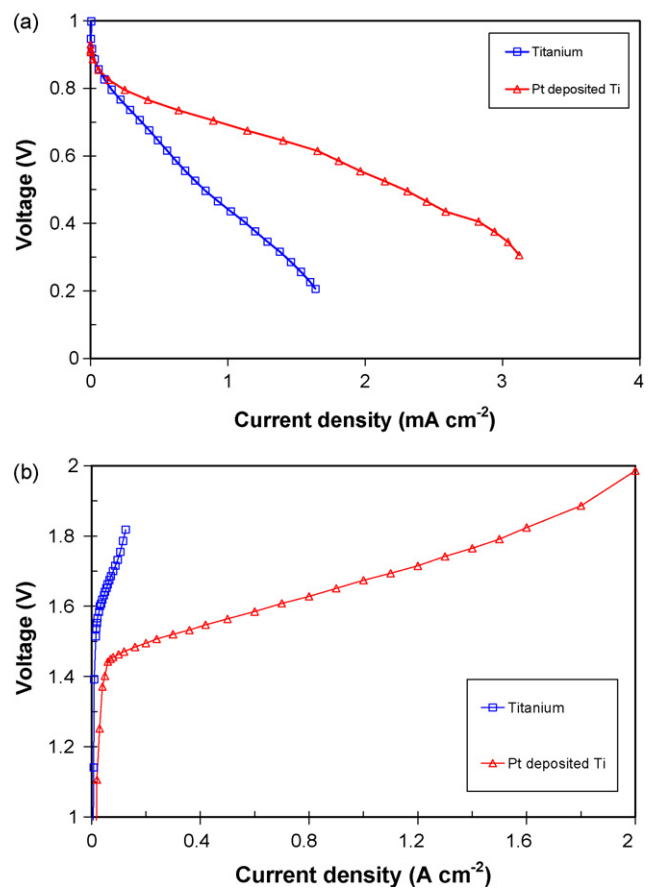 (a)
1
0.8
0.6
0.4
0.2
0
Voltage (V)
Titanium
Pt deposited Ti
0 1 2 3 4
Current density (mA cm-2)
(b)
2
1.8
1.6
1.4
1.2
1
Voltage (V)
Titanium
Pt deposited Ti
0 0.4 0.8 1.2 1.6 2
Current density (A cm-2)